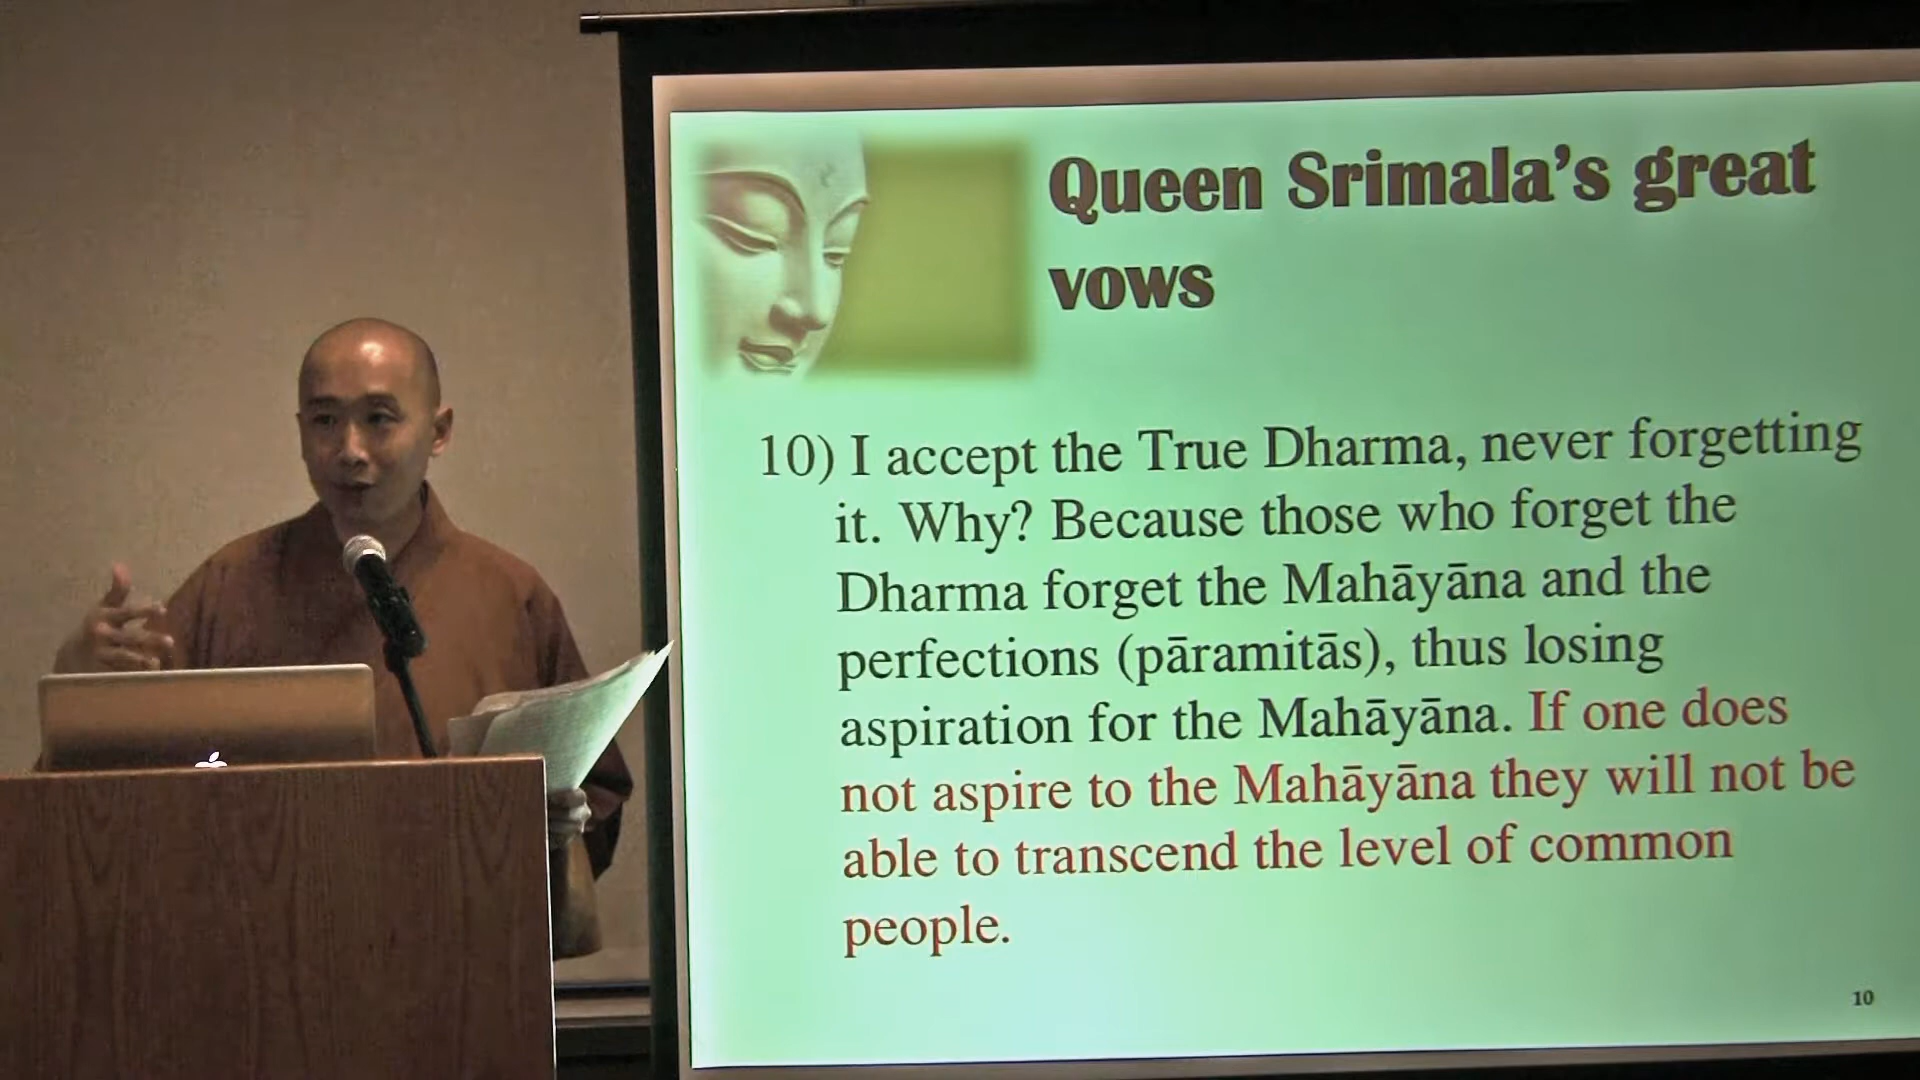 Queen Srimala’s great
vows
10) I accept the True Dharma, never forgetting
it. Why? Because those who forget the
Dharma forget the Mahāyāna and the
perfections (pāramitās), thus losing
aspiration for the Mahāyāna. If one does
not aspire to the Mahāyāna they will not be
able to transcend the level of common
people.
10